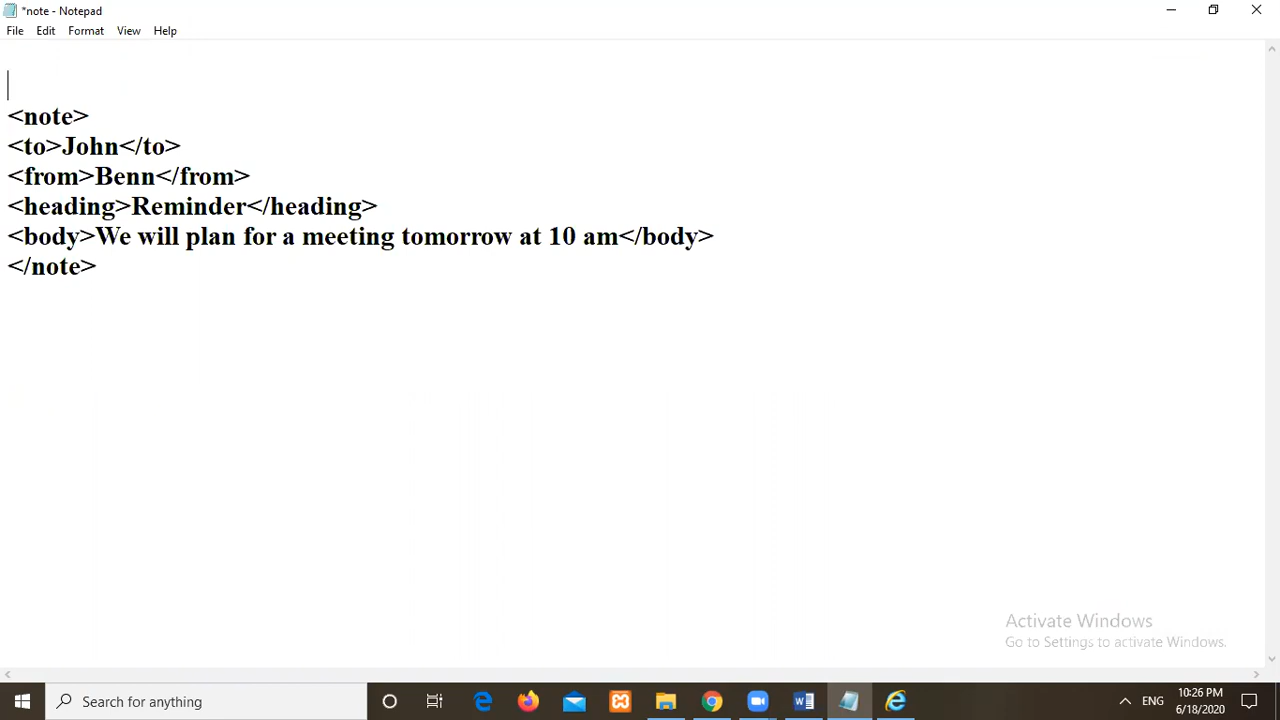 *note - Notepad
File Edit Format View Help
<note>
<to>John</to>
<from>Benn</from>
<heading>Reminder</heading>
<body>We will plan for a meeting tomorrow at 10 am</body>
</note>
Activate Windows
Go to Settings to activate Windows.
Search for anything
ENG
10:26 PM
6/18/2020